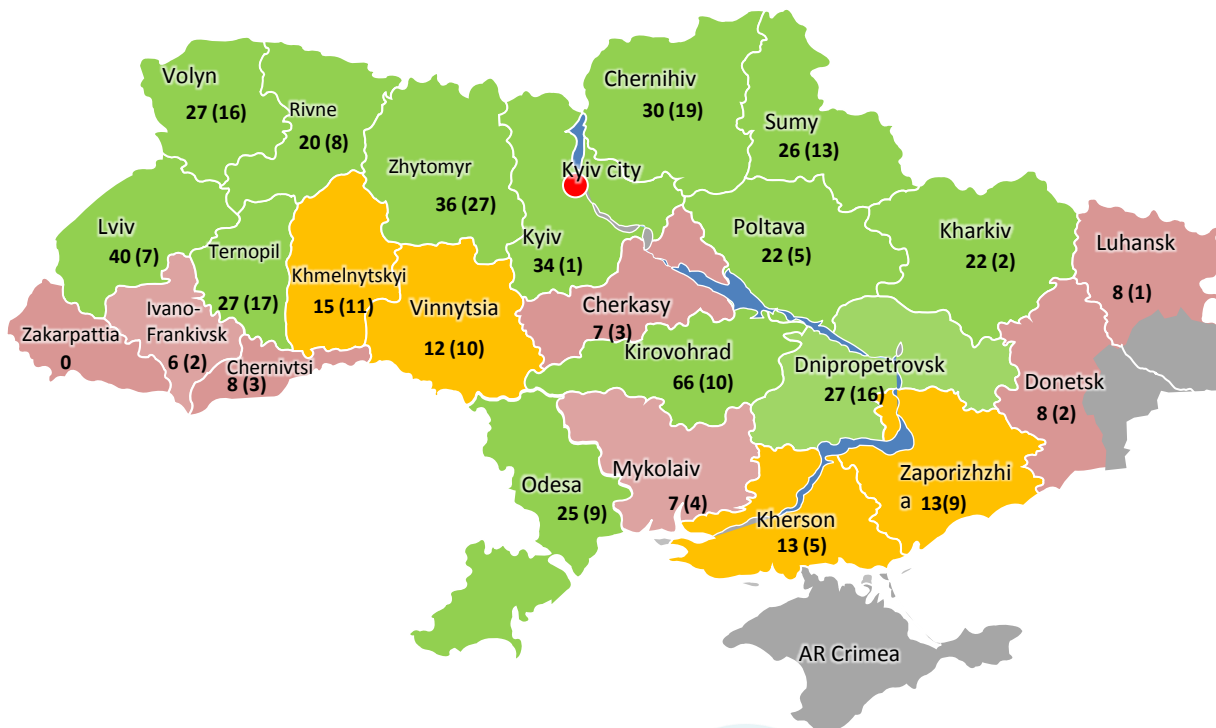 Volyn
27 (16)
Rivne
20 (8)
Zhytomyr
36 (27)
Kyiv city
Chernihiv
30 (19)
Sumy
26 (13)
Lviv
40 (7)
Ternopil
27 (17)
Khmelnytskyi
15 (11)
Vinnytsia
12 (10)
Kyiv
34 (1)
Cherkasy
7 (3)
Poltava
22 (5)
Kharkiv
22 (2)
Luhansk
8 (1)
Zakarpattia
0
Ivano-
Frankivsk
6 (2)
Chernivtsi
8 (3)
Kirovohrad
66 (10)
Dnipropetrovsk
27 (16)
Donetsk
8 (2)
Odesa
25 (9)
Mykolaiv
7 (4)
Kherson
13 (5)
Zaporizhzhi
a 13(9)
AR Crimea